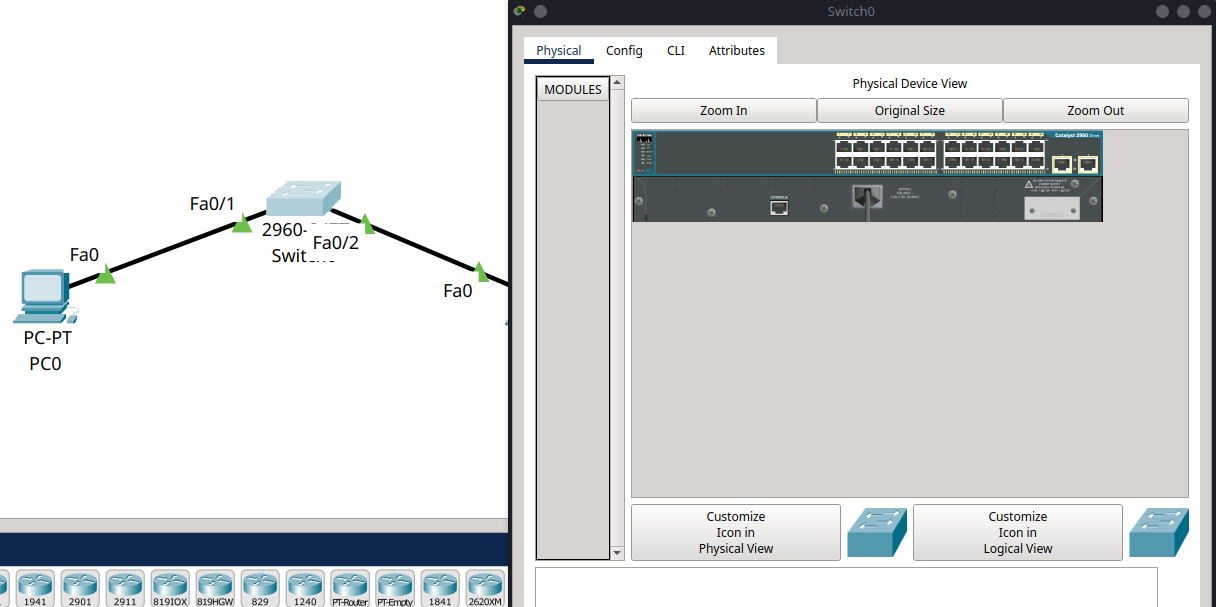 Switch0
Physical
Config
CLI
Attributes
MODULES
Physical Device View
Zoom In
Original Size
Zoom Out
Catalyst 2960
CONSOLE
Fa0/1
2960-
Fa0/2
Fa0
Fa0
PC-PT
PC0
Customize
Icon in
Physical View
Customize
Icon in
Logical View
1941
2901
2911
819IOX
819HGW
829
1240
PT-Router
PT-Empty
1841
2620XM